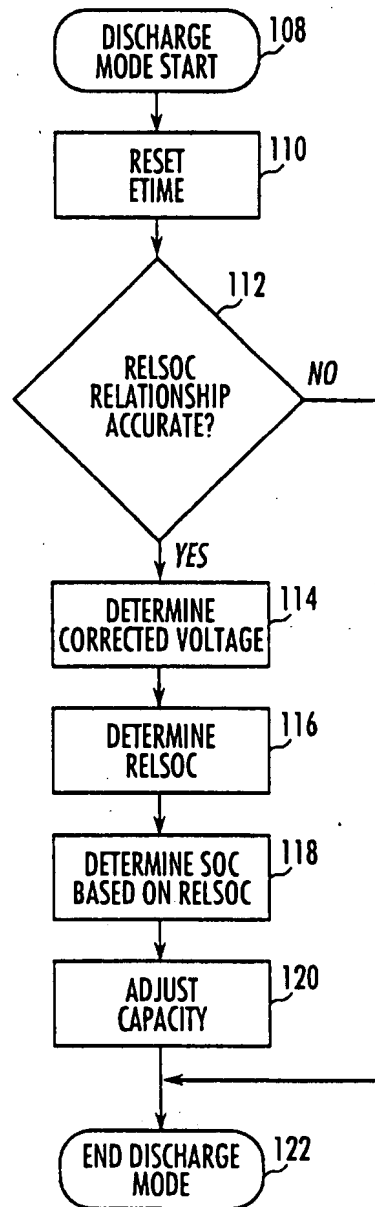 DISCHARGE
MODE START
108
RESET
ETIME
110
112
RELSOC
RELATIONSHIP
ACCURATE?
NO
YES
DETERMINE
CORRECTED VOLTAGE
114
DETERMINE
RELSOC
116
DETERMINE SOC
BASED ON RELSOC
118
ADJUST
CAPACITY
120
END DISCHARGE
MODE
122